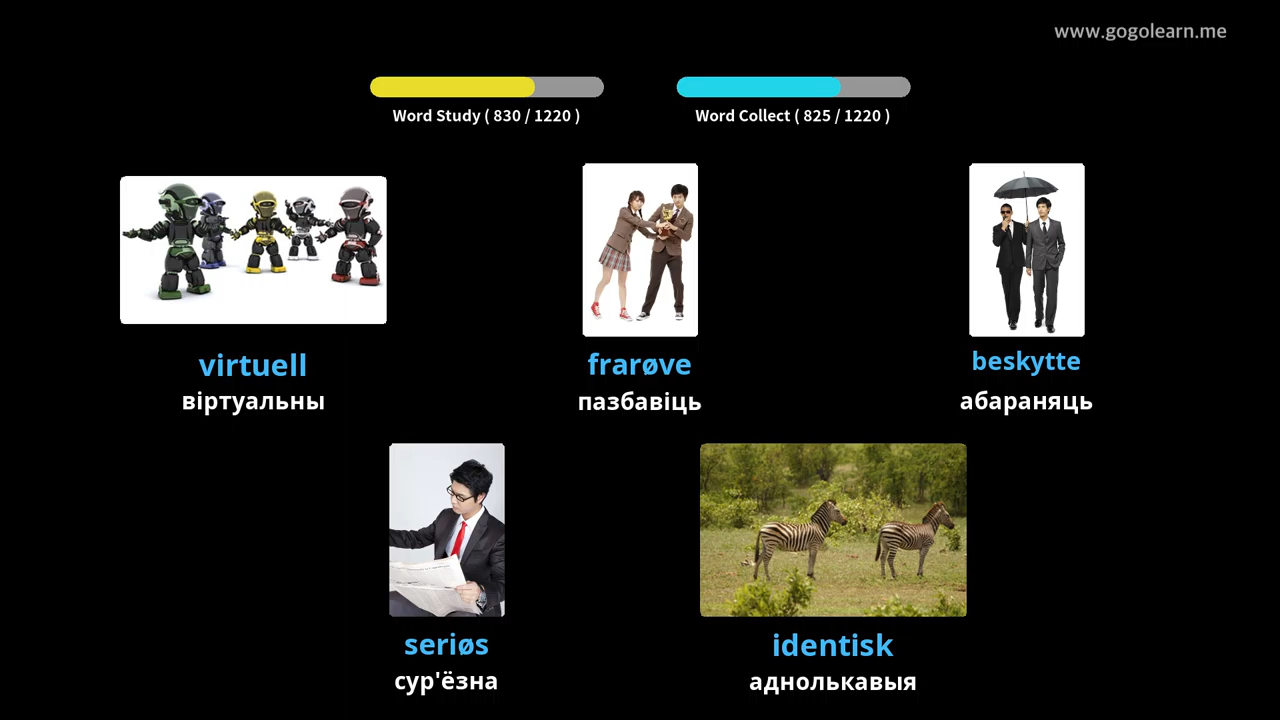 www.gogolearn.me
Word Study ( 830 / 1220 )
Word Collect ( 825 / 1220 )
virtuell
віртуальны
frarøve
пазбавіць
beskytte
абараняць
seriøs
сур'ёзна
identisk
аднолькавыя